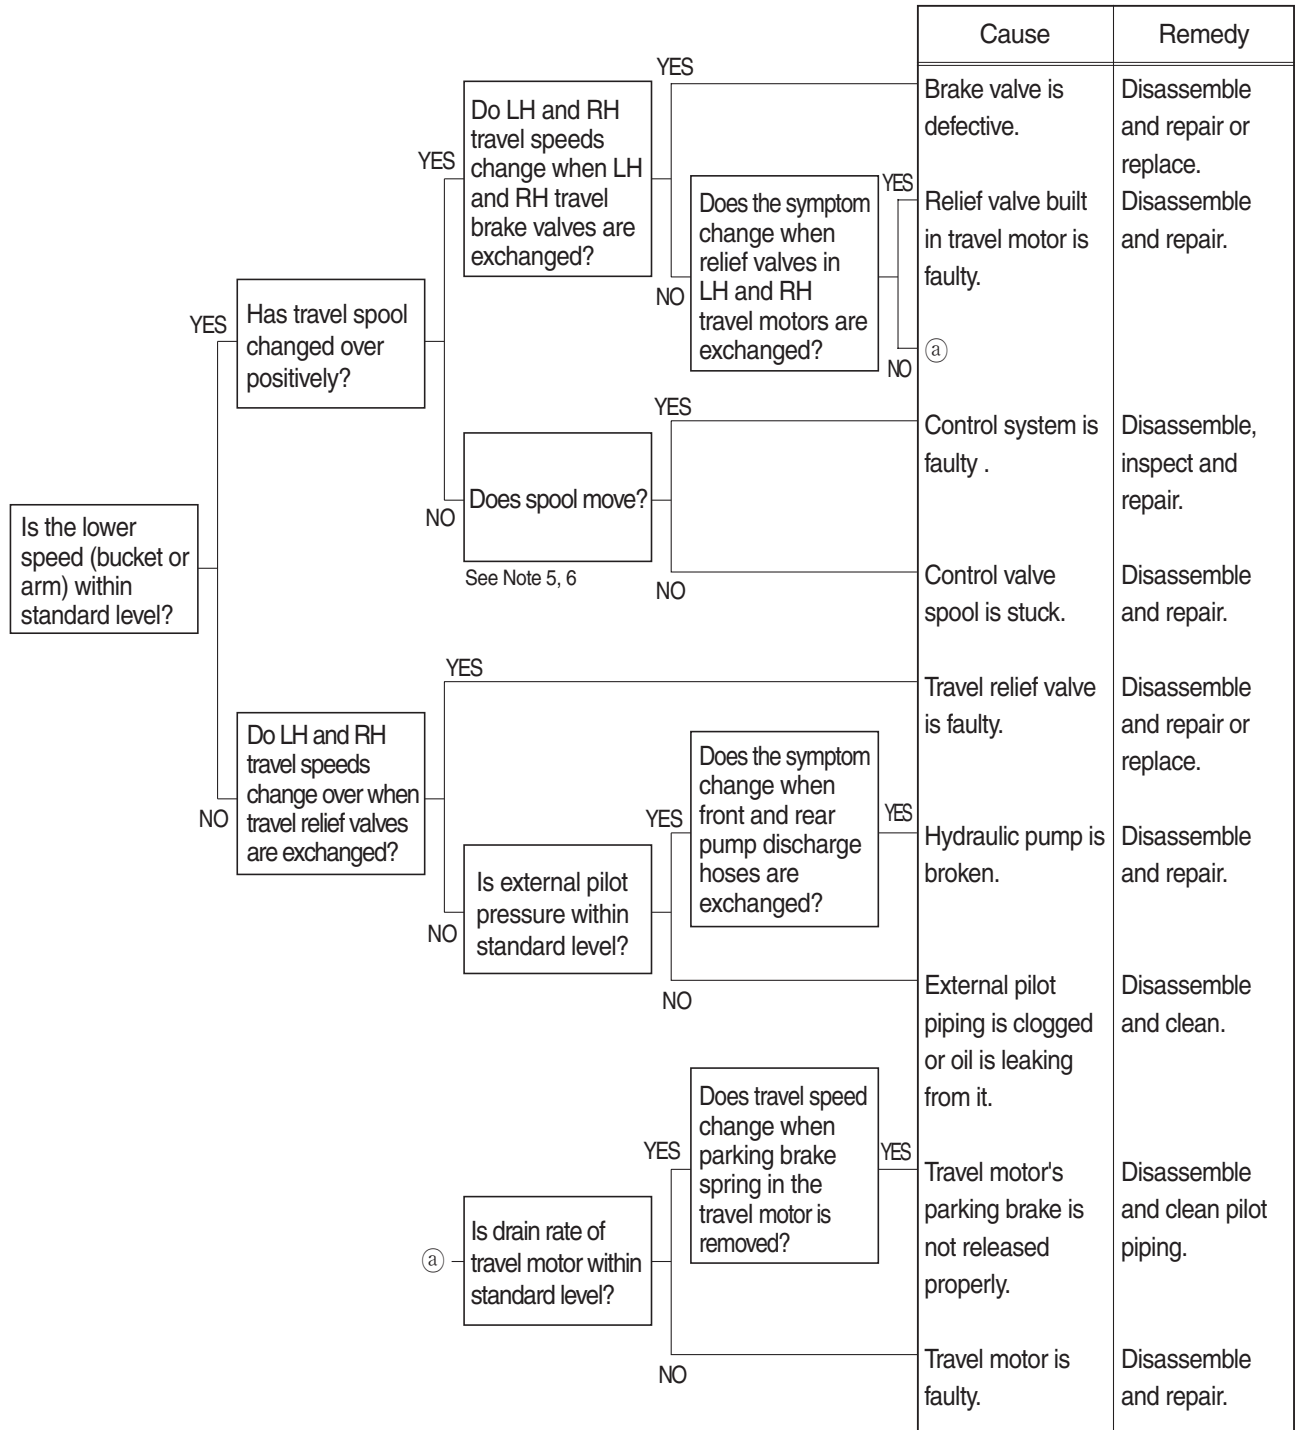 Cause
Remedy
YES
Brake valve is
defective.
Disassemble
and repair or
replace.
Do LH and RH
travel speeds
change when LH
and RH travel
brake valves are
exchanged?
YES
YES
Does the symptom
change when
relief valves in
LH and RH
travel motors are
exchanged?
Relief valve built
in travel motor is
faulty.
Disassemble
and repair.
NO
NO
ⓐ
YES
Has travel spool
changed over
positively?
YES
Control system is
faulty .
Disassemble,
inspect and
repair.
NO
Does spool move?
See Note 5, 6
NO
Control valve
spool is stuck.
Disassemble
and repair.
Is the lower
speed (bucket or
arm) within
standard level?
YES
Travel relief valve
is faulty.
Disassemble
and repair or
replace.
NO
Do LH and RH
travel speeds
change over when
travel relief valves
are exchanged?
YES
Does the symptom
change when
front and rear
pump discharge
hoses are
exchanged?
YES
Hydraulic pump is
broken.
Disassemble
and repair.
NO
Is external pilot
pressure within
standard level?
NO
External pilot
piping is clogged
or oil is leaking
from it.
Disassemble
and clean.
YES
Does travel speed
change when
parking brake
spring in the
travel motor is
removed?
YES
Travel motor's
parking brake is
not released
properly.
Disassemble
and clean pilot
piping.
ⓐ
Is drain rate of
travel motor within
standard level?
NO
Travel motor is
faulty.
Disassemble
and repair.